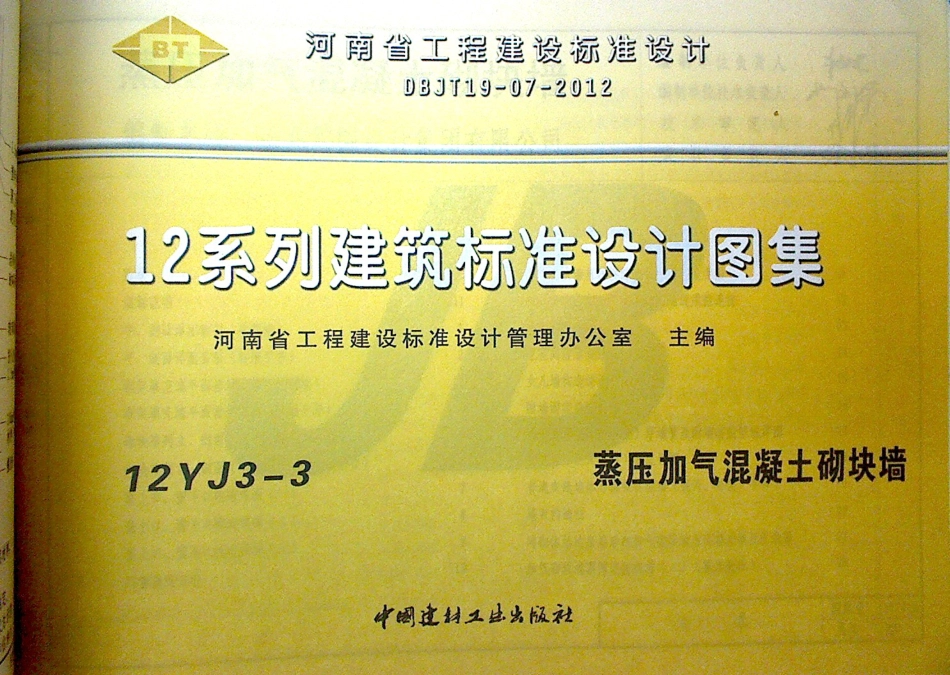 BT
河南省工程建设标准设计
DBJT19-07-2012
12系列建筑标准设计图集
河南省工程建设标准设计管理办公室 主编
12YJ3-3 蒸压加气混凝土砌块墙
中国建材工业出版社